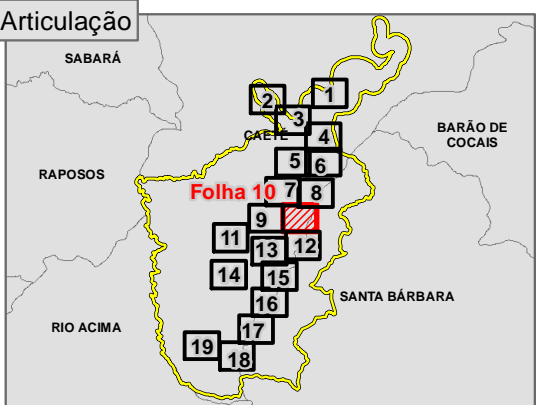 Articulação
SABARÁ
1
2
3
CAETÉ
4
BARÃO DE
COCAIS
5
6
RAPOSOS
Folha 10
7
8
9
11
12
13
14
15
SANTA BÁRBARA
16
RIO ACIMA
17
19
18